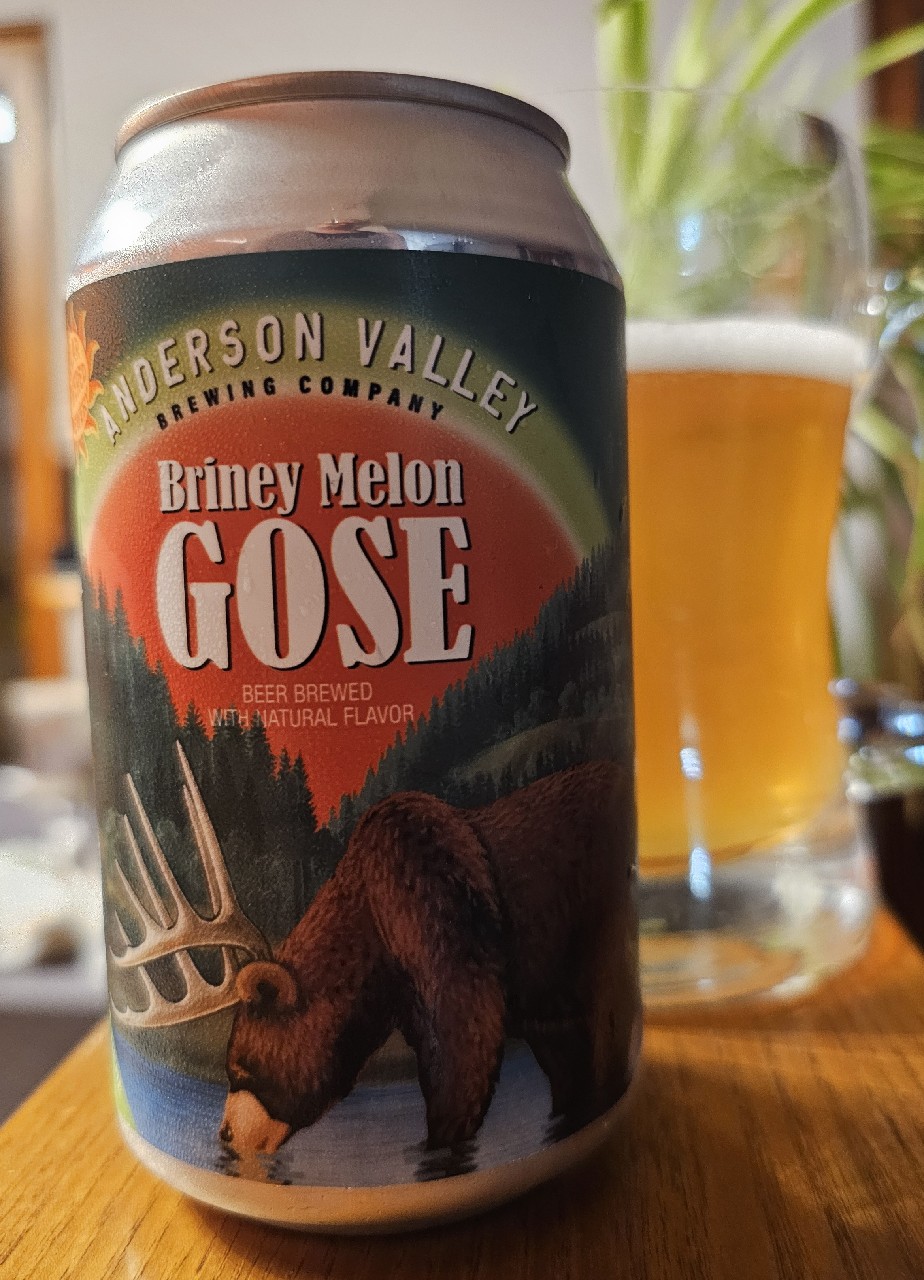 ANDERSON VALLEY
BREWING COMPANY
Briney Melon
GOSE
BEER BREWED
WITH NATURAL FLAVOR